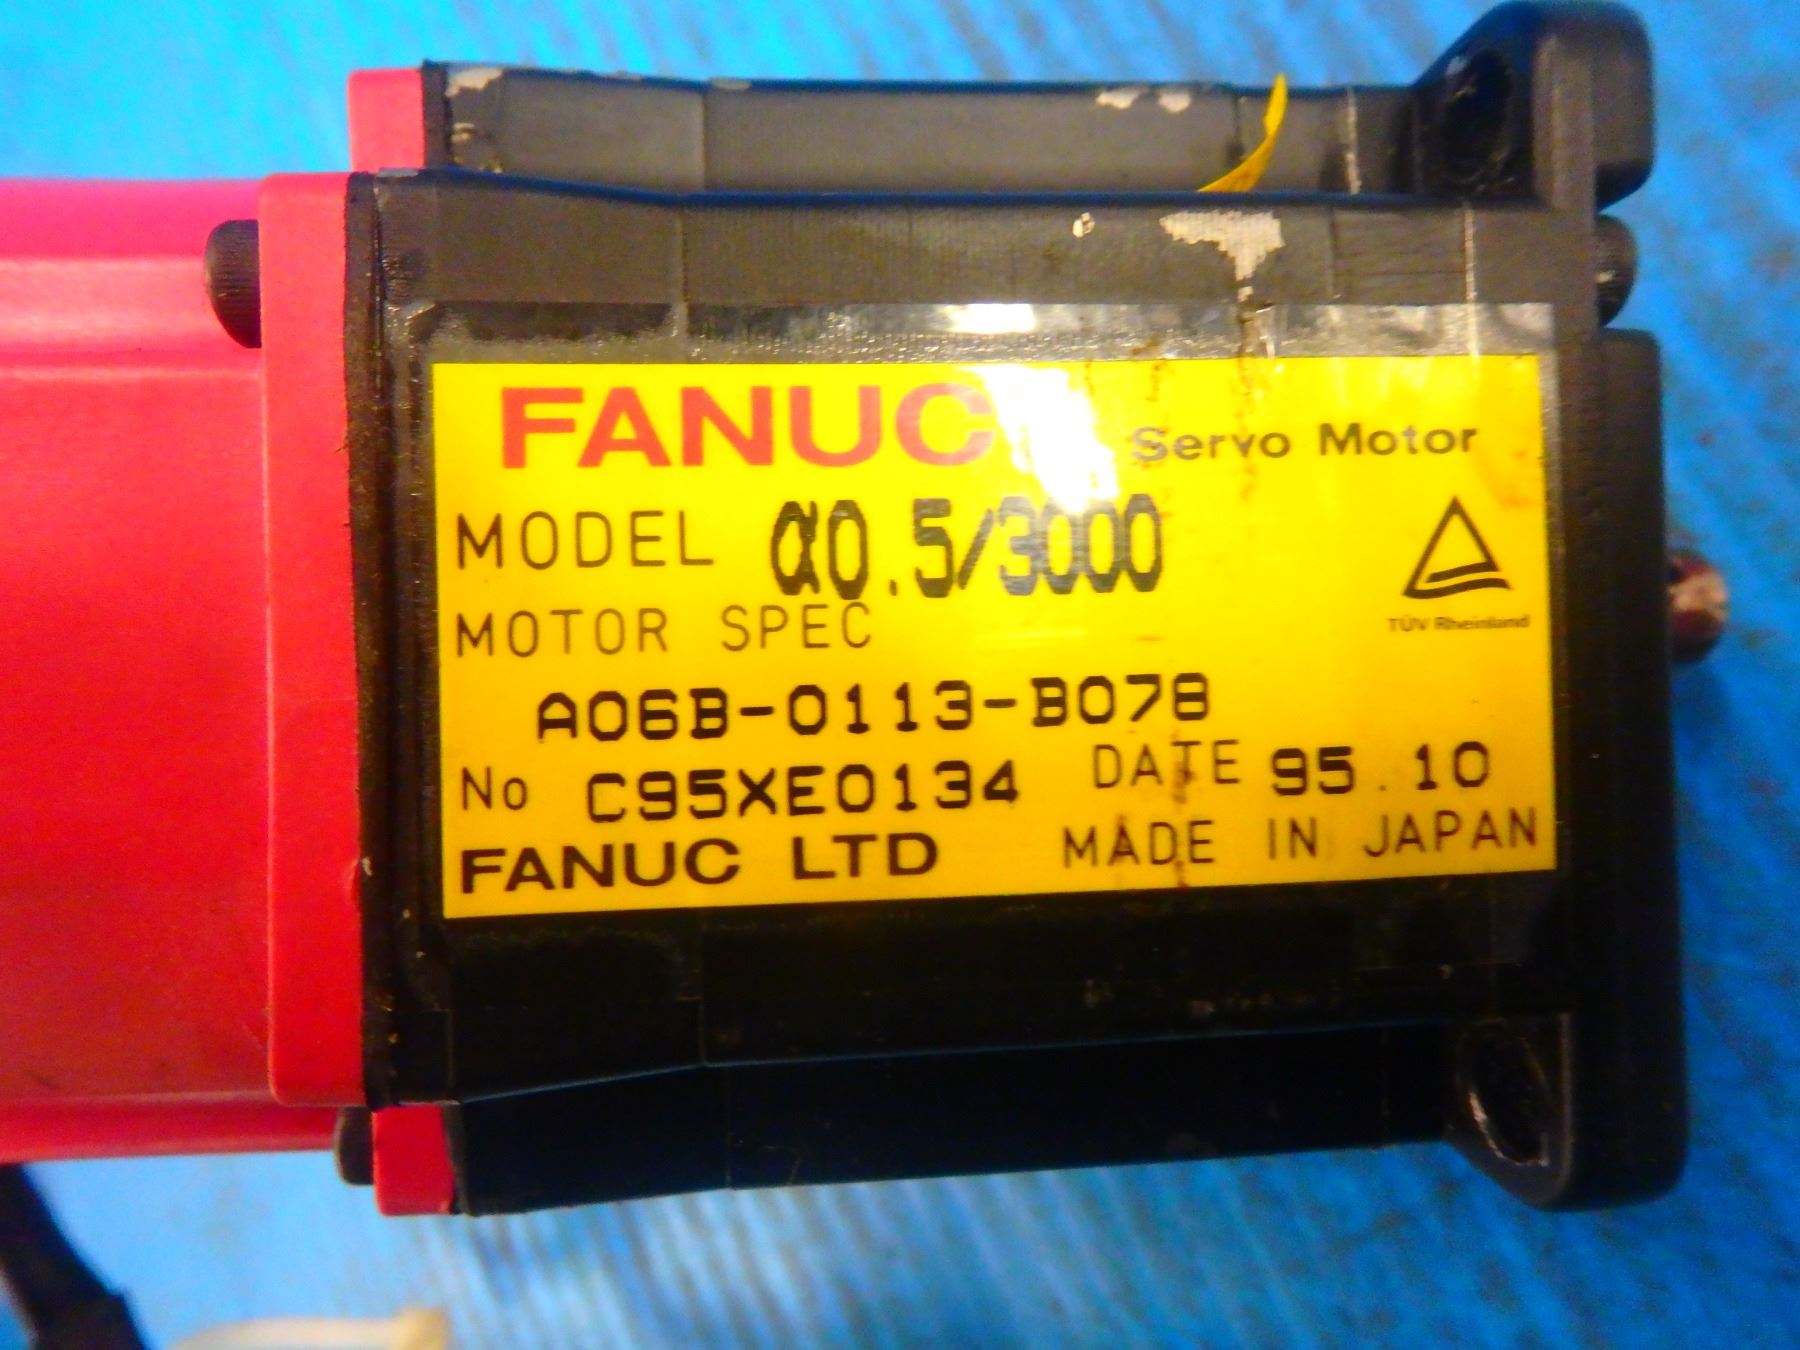 FANUC Servo Motor
MODEL α0.5/3000
TÜV Rheinland
MOTOR SPEC
A06B-0113-B078
No C95XE0134 DATE 95.10
FANUC LTD MADE IN JAPAN